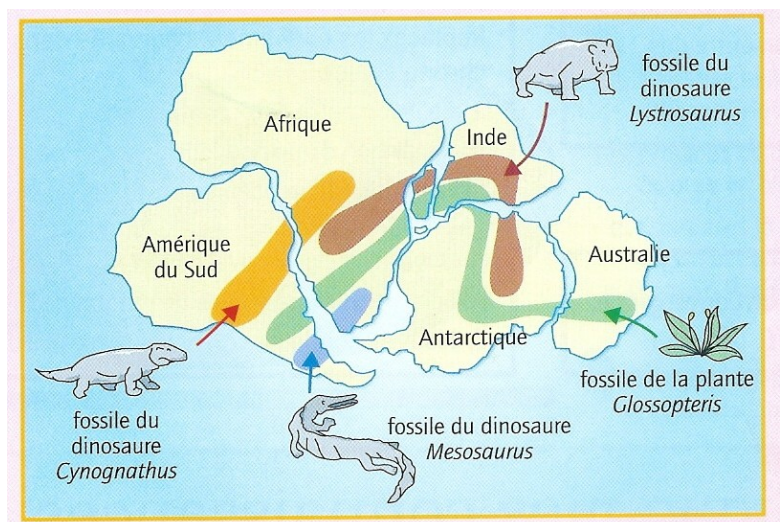 fossile du
dinosaure
Lystrosaurus
Afrique
Inde
Amérique
du Sud
Australie
Antarctique
fossile de la plante
Glossopteris
fossile du
dinosaure
Cynognathus
fossile du dinosaure
Mesosaurus